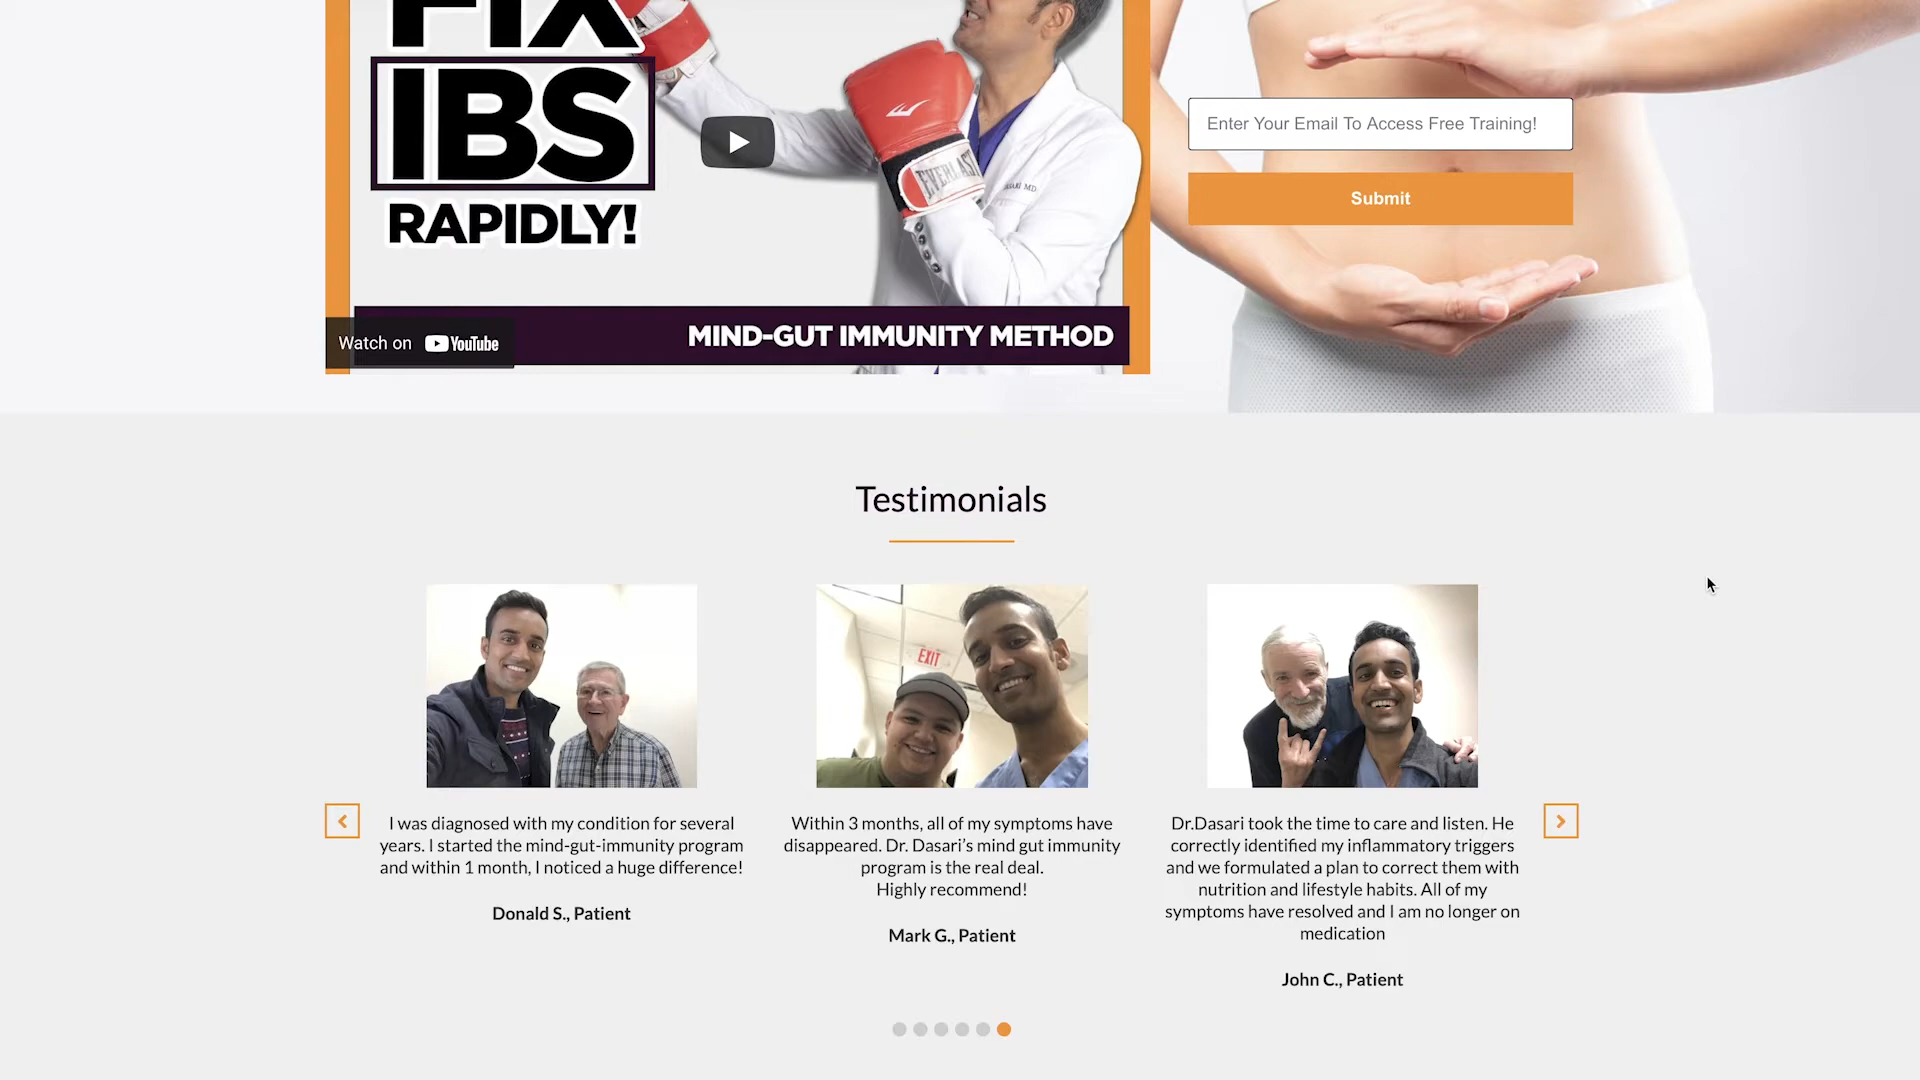 FIX
IBS
RAPIDLY!
EVERLAST
MD
MIND-GUT IMMUNITY METHOD
Watch on YouTube
Enter Your Email To Access Free Training!
Submit
Testimonials
EXIT
I was diagnosed with my condition for several
years. I started the mind-gut-immunity program
and within 1 month, I noticed a huge difference!
Donald S., Patient
Within 3 months, all of my symptoms have
disappeared. Dr. Dasari’s mind gut immunity
program is the real deal.
Highly recommend!
Mark G., Patient
Dr.Dasari took the time to care and listen. He
correctly identified my inflammatory triggers
and we formulated a plan to correct them with
nutrition and lifestyle habits. All of my
symptoms have resolved and I am no longer on
medication
John C., Patient